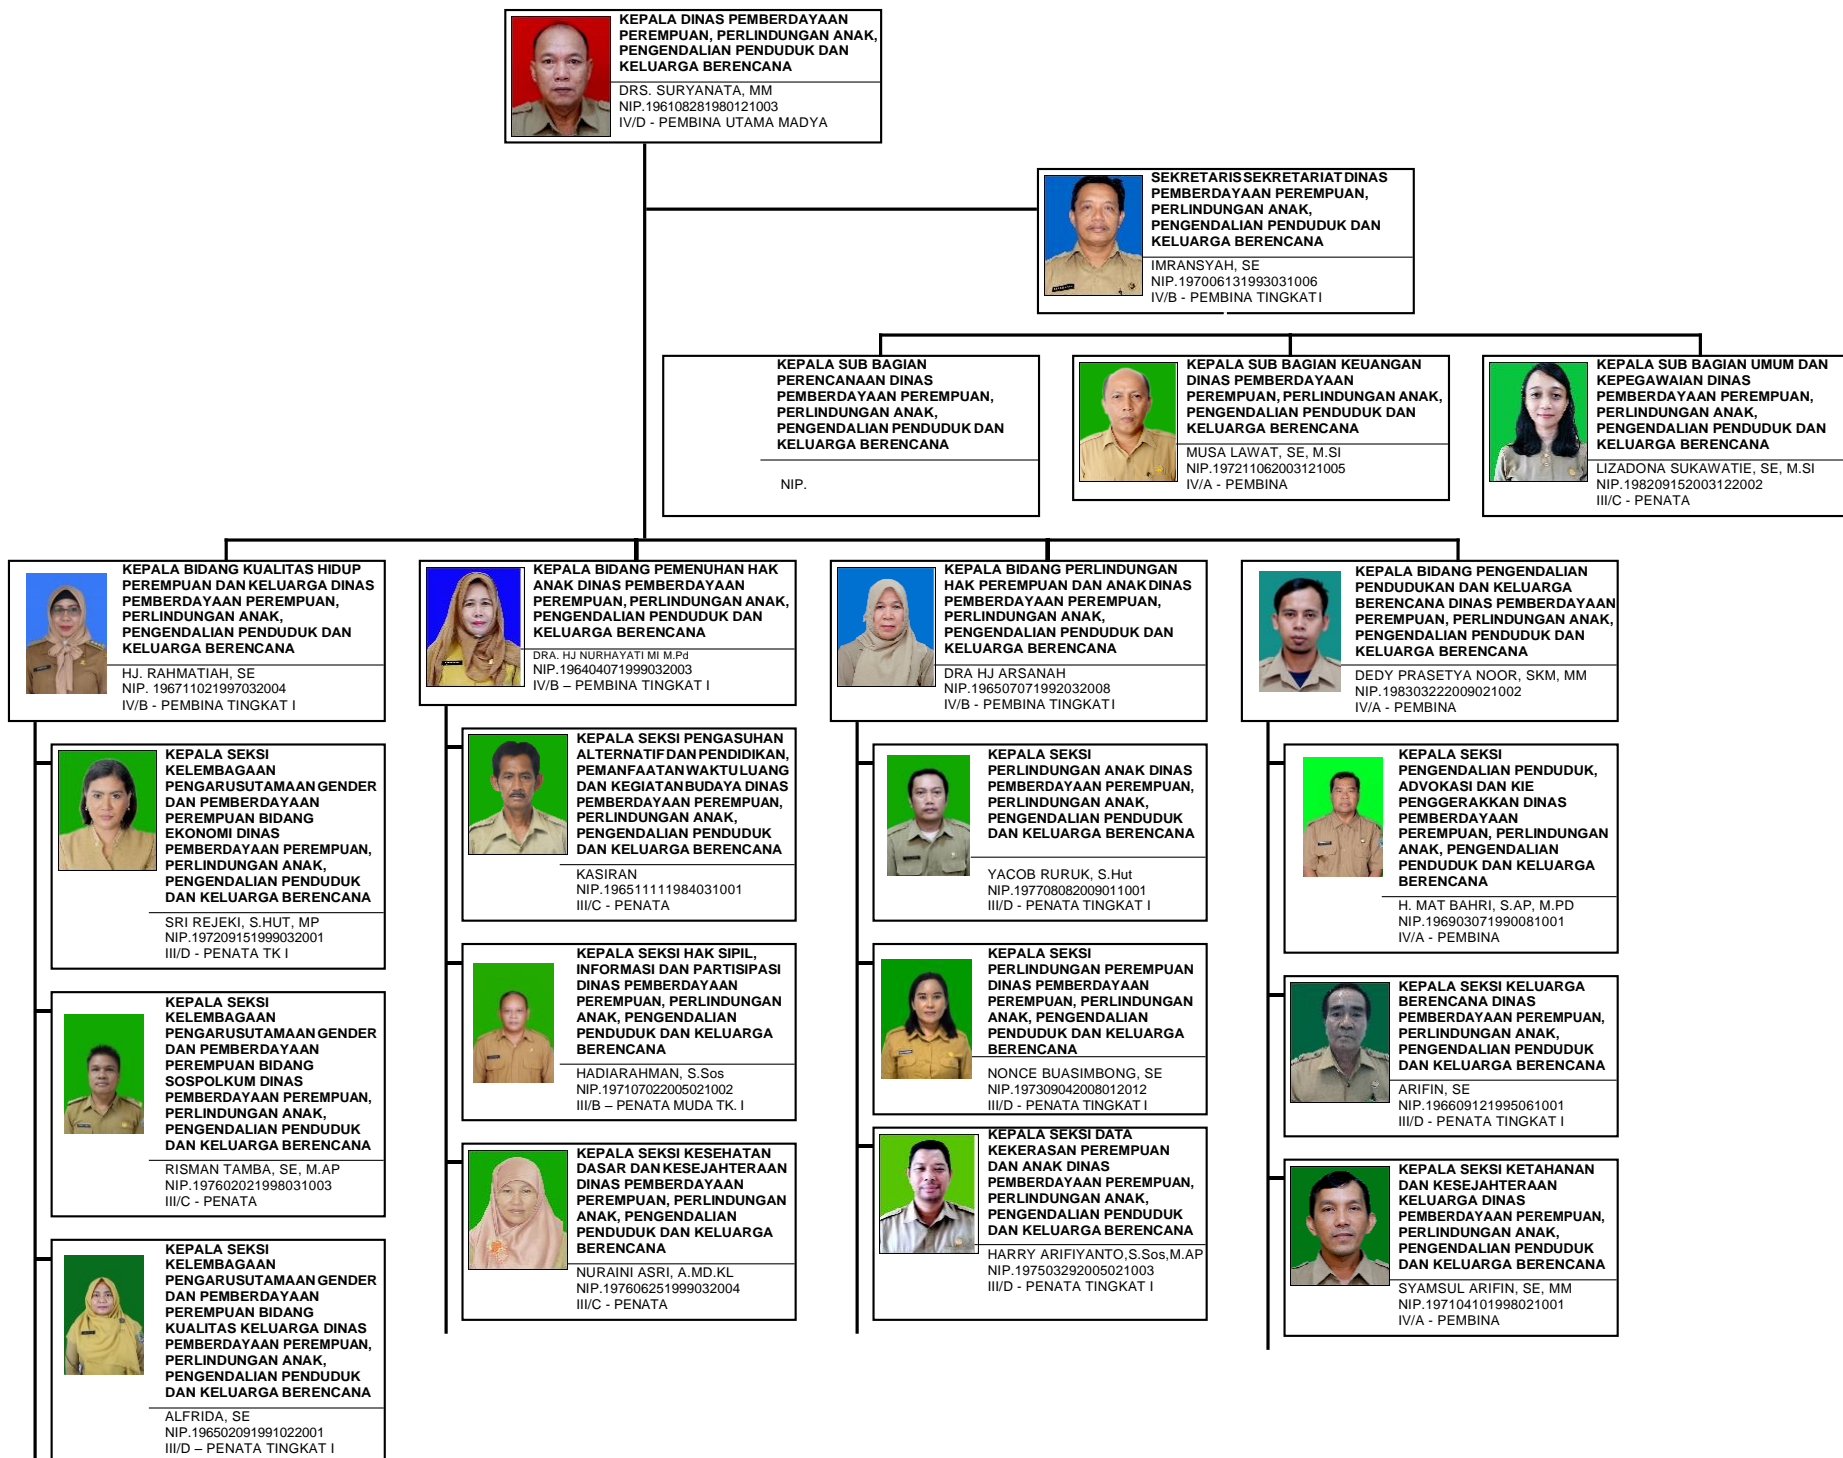 KEPALA DINAS PEMBERDAYAAN
PEREMPUAN, PERLINDUNGAN ANAK,
PENGENDALIAN PENDUDUK DAN
KELUARGA BERENCANA
DRS. SURYANATA, MM
NIP.196108281980121003
IV/D - PEMBINA UTAMA MADYA
SEKRETARIS SEKRETARIAT DINAS
PEMBERDAYAAN PEREMPUAN,
PERLINDUNGAN ANAK,
PENGENDALIAN PENDUDUK DAN
KELUARGA BERENCANA
IMRANSYAH, SE
NIP.197006131993031006
IV/B - PEMBINA TINGKAT I
KEPALA SUB BAGIAN
PERENCANAAN DINAS
PEMBERDAYAAN PEREMPUAN,
PERLINDUNGAN ANAK,
PENGENDALIAN PENDUDUK DAN
KELUARGA BERENCANA
NIP.
KEPALA SUB BAGIAN KEUANGAN
DINAS PEMBERDAYAAN
PEREMPUAN, PERLINDUNGAN ANAK,
PENGENDALIAN PENDUDUK DAN
KELUARGA BERENCANA
MUSA LAWAT, SE, M.SI
NIP.197211062003121005
IV/A - PEMBINA
KEPALA SUB BAGIAN UMUM DAN
KEPEGAWAIAN DINAS
PEMBERDAYAAN PEREMPUAN,
PERLINDUNGAN ANAK,
PENGENDALIAN PENDUDUK DAN
KELUARGA BERENCANA
LIZADONA SUKAWATIE, SE, M.SI
NIP.198209152003122002
III/C - PENATA
KEPALA BIDANG KUALITAS HIDUP
PEREMPUAN DAN KELUARGA DINAS
PEMBERDAYAAN PEREMPUAN,
PERLINDUNGAN ANAK,
PENGENDALIAN PENDUDUK DAN
KELUARGA BERENCANA
HJ. RAHMATIAH, SE
NIP. 196711021997032004
IV/B - PEMBINA TINGKAT I
KEPALA SEKSI
KELEMBAGAAN
PENGARUSUTAMAAN GENDER
DAN PEMBERDAYAAN
PEREMPUAN BIDANG
EKONOMI DINAS
PEMBERDAYAAN PEREMPUAN,
PERLINDUNGAN ANAK,
PENGENDALIAN PENDUDUK
DAN KELUARGA BERENCANA
SRI REJEKI, S.HUT, MP
NIP.197209151999032001
III/D - PENATA TK I
KEPALA SEKSI
KELEMBAGAAN
PENGARUSUTAMAAN GENDER
DAN PEMBERDAYAAN
PEREMPUAN BIDANG
SOSPOLKUM DINAS
PEMBERDAYAAN PEREMPUAN,
PERLINDUNGAN ANAK,
PENGENDALIAN PENDUDUK
DAN KELUARGA BERENCANA
RISMAN TAMBA, SE, M.AP
NIP.197602021998031003
III/C - PENATA
KEPALA SEKSI
KELEMBAGAAN
PENGARUSUTAMAAN GENDER
DAN PEMBERDAYAAN
PEREMPUAN BIDANG
KUALITAS KELUARGA DINAS
PEMBERDAYAAN PEREMPUAN,
PERLINDUNGAN ANAK,
PENGENDALIAN PENDUDUK
DAN KELUARGA BERENCANA
ALFRIDA, SE
NIP.196502091991022001
III/D – PENATA TINGKAT I
KEPALA BIDANG PEMENUHAN HAK
ANAK DINAS PEMBERDAYAAN
PEREMPUAN, PERLINDUNGAN ANAK,
PENGENDALIAN PENDUDUK DAN
KELUARGA BERENCANA
DRA. HJ NURHAYATI MI M.Pd
NIP.196404071999032003
IV/B – PEMBINA TINGKAT I
KEPALA SEKSI PENGASUHAN
ALTERNATIF DAN PENDIDIKAN,
PEMANFAATAN WAKTU LUANG
DAN KEGIATAN BUDAYA DINAS
PEMBERDAYAAN PEREMPUAN,
PERLINDUNGAN ANAK,
PENGENDALIAN PENDUDUK
DAN KELUARGA BERENCANA
KASIRAN
NIP.196511111984031001
III/C - PENATA
KEPALA SEKSI HAK SIPIL,
INFORMASI DAN PARTISIPASI
DINAS PEMBERDAYAAN
PEREMPUAN, PERLINDUNGAN
ANAK, PENGENDALIAN
PENDUDUK DAN KELUARGA
BERENCANA
HADIARAHMAN, S.Sos
NIP.197107022005021002
III/B – PENATA MUDA TK. I
KEPALA SEKSI KESEHATAN
DASAR DAN KESEJAHTERAAN
DINAS PEMBERDAYAAN
PEREMPUAN, PERLINDUNGAN
ANAK, PENGENDALIAN
PENDUDUK DAN KELUARGA
BERENCANA
NURAINI ASRI, A.MD.KL
NIP.197606251999032004
III/C - PENATA
KEPALA BIDANG PERLINDUNGAN
HAK PEREMPUAN DAN ANAK DINAS
PEMBERDAYAAN PEREMPUAN,
PERLINDUNGAN ANAK,
PENGENDALIAN PENDUDUK DAN
KELUARGA BERENCANA
DRA HJ ARSANAH
NIP.196507071992032008
IV/B - PEMBINA TINGKAT I
KEPALA SEKSI
PERLINDUNGAN ANAK DINAS
PEMBERDAYAAN PEREMPUAN,
PERLINDUNGAN ANAK,
PENGENDALIAN PENDUDUK
DAN KELUARGA BERENCANA
YACOB RURUK, S.Hut
NIP.197708082009011001
III/D - PENATA TINGKAT I
KEPALA SEKSI
PERLINDUNGAN PEREMPUAN
DINAS PEMBERDAYAAN
PEREMPUAN, PERLINDUNGAN
ANAK, PENGENDALIAN
PENDUDUK DAN KELUARGA
BERENCANA
NONCE BUASIMBONG, SE
NIP.197309042008012012
III/D - PENATA TINGKAT I
KEPALA SEKSI DATA
KEKERASAN PEREMPUAN
DAN ANAK DINAS
PEMBERDAYAAN PEREMPUAN,
PERLINDUNGAN ANAK,
PENGENDALIAN PENDUDUK
DAN KELUARGA BERENCANA
HARRY ARIFIYANTO,S.Sos,M.AP
NIP.197503292005021003
III/D - PENATA TINGKAT I
KEPALA BIDANG PENGENDALIAN
PENDUDUKAN DAN KELUARGA
BERENCANA DINAS PEMBERDAYAAN
PEREMPUAN, PERLINDUNGAN ANAK,
PENGENDALIAN PENDUDUK DAN
KELUARGA BERENCANA
DEDY PRASETYA NOOR, SKM, MM
NIP.198303222009021002
IV/A - PEMBINA
KEPALA SEKSI
PENGENDALIAN PENDUDUK,
ADVOKASI DAN KIE
PENGGERAKKAN DINAS
PEMBERDAYAAN
PEREMPUAN, PERLINDUNGAN
ANAK, PENGENDALIAN
PENDUDUK DAN KELUARGA
BERENCANA
H. MAT BAHRI, S.AP, M.PD
NIP.196903071990081001
IV/A - PEMBINA
KEPALA SEKSI KELUARGA
BERENCANA DINAS
PEMBERDAYAAN PEREMPUAN,
PERLINDUNGAN ANAK,
PENGENDALIAN PENDUDUK
DAN KELUARGA BERENCANA
ARIFIN, SE
NIP.196609121995061001
III/D - PENATA TINGKAT I
KEPALA SEKSI KETAHANAN
DAN KESEJAHTERAAN
KELUARGA DINAS
PEMBERDAYAAN PEREMPUAN,
PERLINDUNGAN ANAK,
PENGENDALIAN PENDUDUK
DAN KELUARGA BERENCANA
SYAMSUL ARIFIN, SE, MM
NIP.197104101998021001
IV/A - PEMBINA